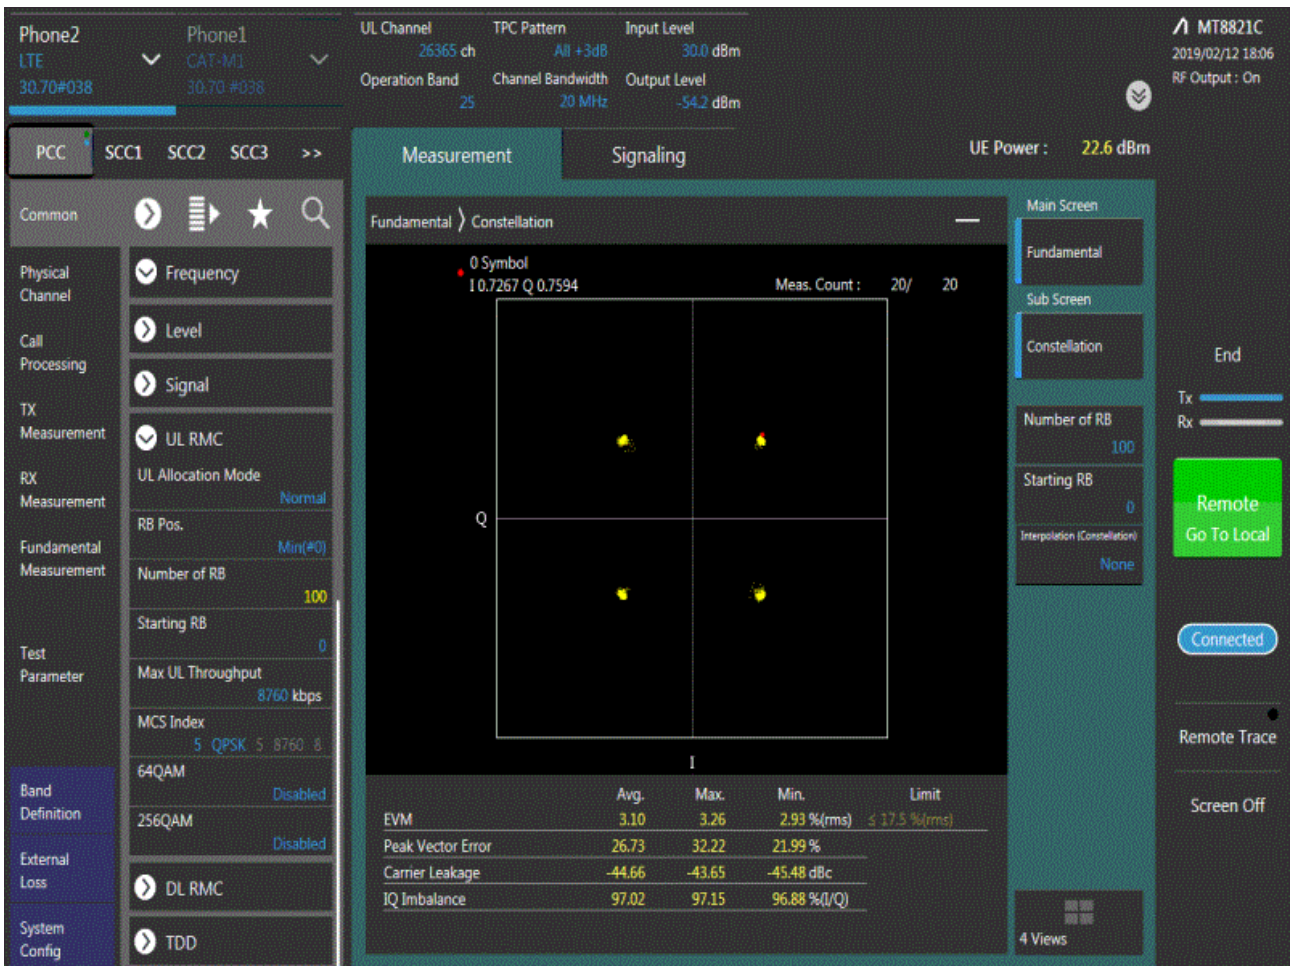 Phone2
LTE
30.70#038
Phone1
CAT-M1
30.70 #038
UL Channel
26365 ch
TPC Pattern
All +3dB
Input Level
30.0 dBm
Operation Band
25
Channel Bandwidth
20 MHz
Output Level
-54.2 dBm
MT8821C
2019/02/12 18:06
RF Output : On
PCC SCC1 SCC2 SCC3 >>
Measurement
Signaling
UE Power : 22.6 dBm
Common
Physical
Channel
Call
Processing
TX
Measurement
RX
Measurement
Fundamental
Measurement
Test
Parameter
Band
Definition
External
Loss
System
Config
Frequency
Level
Signal
UL RMC
UL Allocation Mode
Normal
RB Pos.
Min(#0)
Number of RB
100
Starting RB
0
Max UL Throughput
8760 kbps
MCS Index
5 QPSK 5 8760 8
64QAM
Disabled
256QAM
Disabled
DL RMC
TDD
Fundamental 〉 Constellation
0 Symbol
I 0.7267 Q 0.7594
Meas. Count : 20/ 20
Q
I
Avg. Max. Min. Limit
EVM 3.10 3.26 2.93 %(rms) ≤ 17.5 %(rms)
Peak Vector Error 26.73 32.22 21.99 %
Carrier Leakage -44.66 -43.65 -45.48 dBc
IQ Imbalance 97.02 97.15 96.88 %(I/Q)
Main Screen
Fundamental
Sub Screen
Constellation
Number of RB
100
Starting RB
0
Interpolation (Constellation)
None
4 Views
End
Tx
Rx
Remote
Go To Local
Connected
Remote Trace
Screen Off